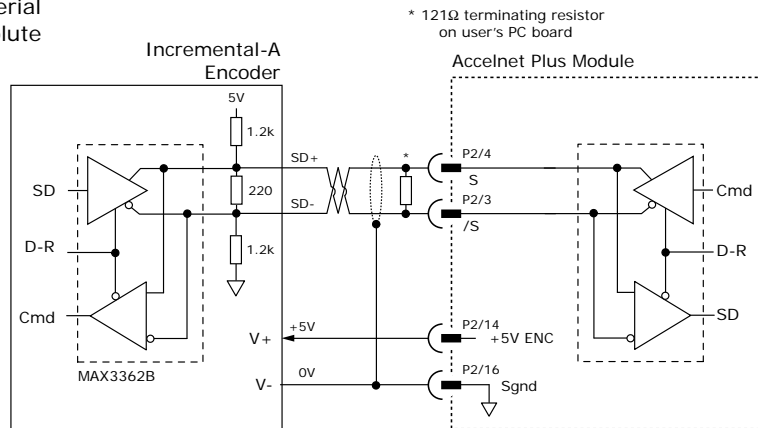 erial
olute
* 121Ω terminating resistor
on user's PC board
Incremental-A
Encoder
Accelnet Plus Module
5V
1.2k
SD+
*
P2/4
S
SD
220
SD-
P2/3
/S
Cmd
D-R
1.2k
D-R
Cmd
SD
V+
+5V
P2/14
+5V ENC
MAX3362B
V-
0V
P2/16
Sgnd